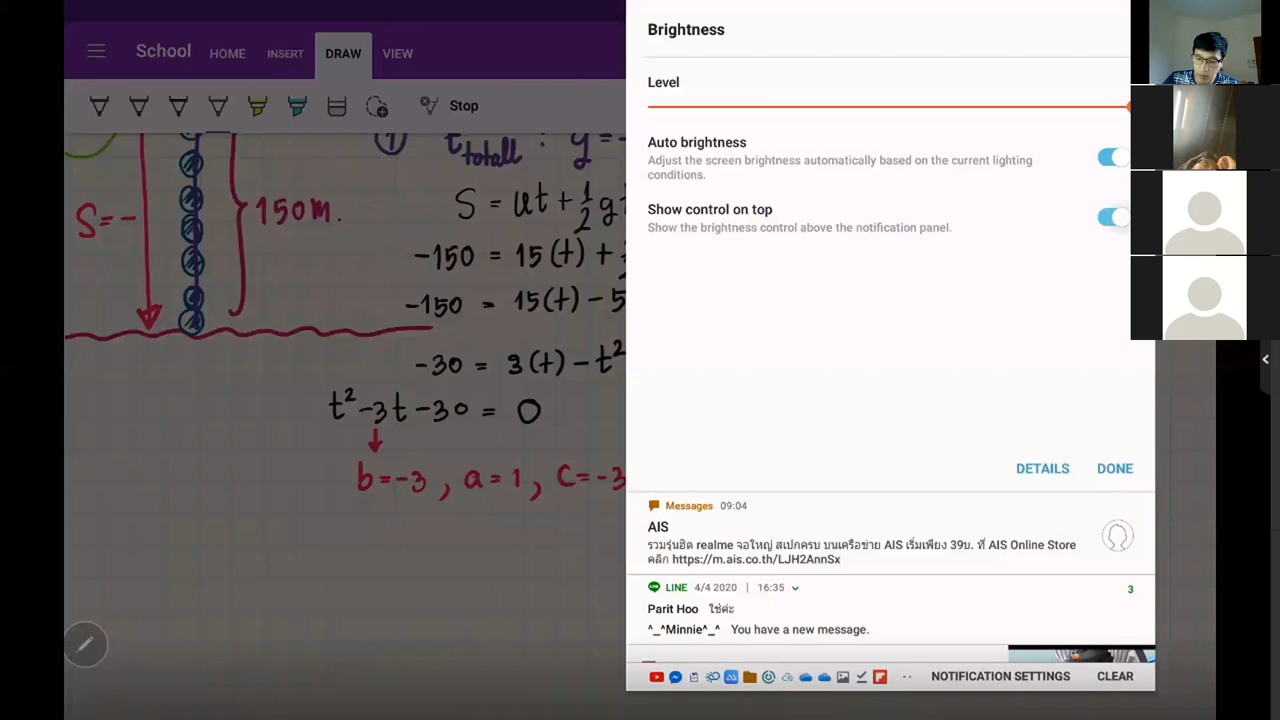 School HOME INSERT DRAW VIEW
Stop
S = -
150 m.
1 t totall : y = -
S = ut + 1/2 g
-150 = 15(t) +
-150 = 15(t) - 5
-30 = 3(t) - t²
t² - 3t - 30 = 0
b = -3 , a = 1 , c = -3
Brightness
Level
Auto brightness
Adjust the screen brightness automatically based on the current lighting
conditions.
Show control on top
Show the brightness control above the notification panel.
DETAILS DONE
Messages 09:04
AIS
รวมรุ่นฮิต realme จอใหญ่ สเปกครบ บนเครือข่าย AIS เริ่มเพียง 39บ. ที่ AIS Online Store
คลิก https://m.ais.co.th/LJH2AnnSx
LINE 4/4 2020 | 16:35 3
Parit Hoo ใช่ค่ะ
^_^Minnie^_^ You have a new message.
NOTIFICATION SETTINGS CLEAR